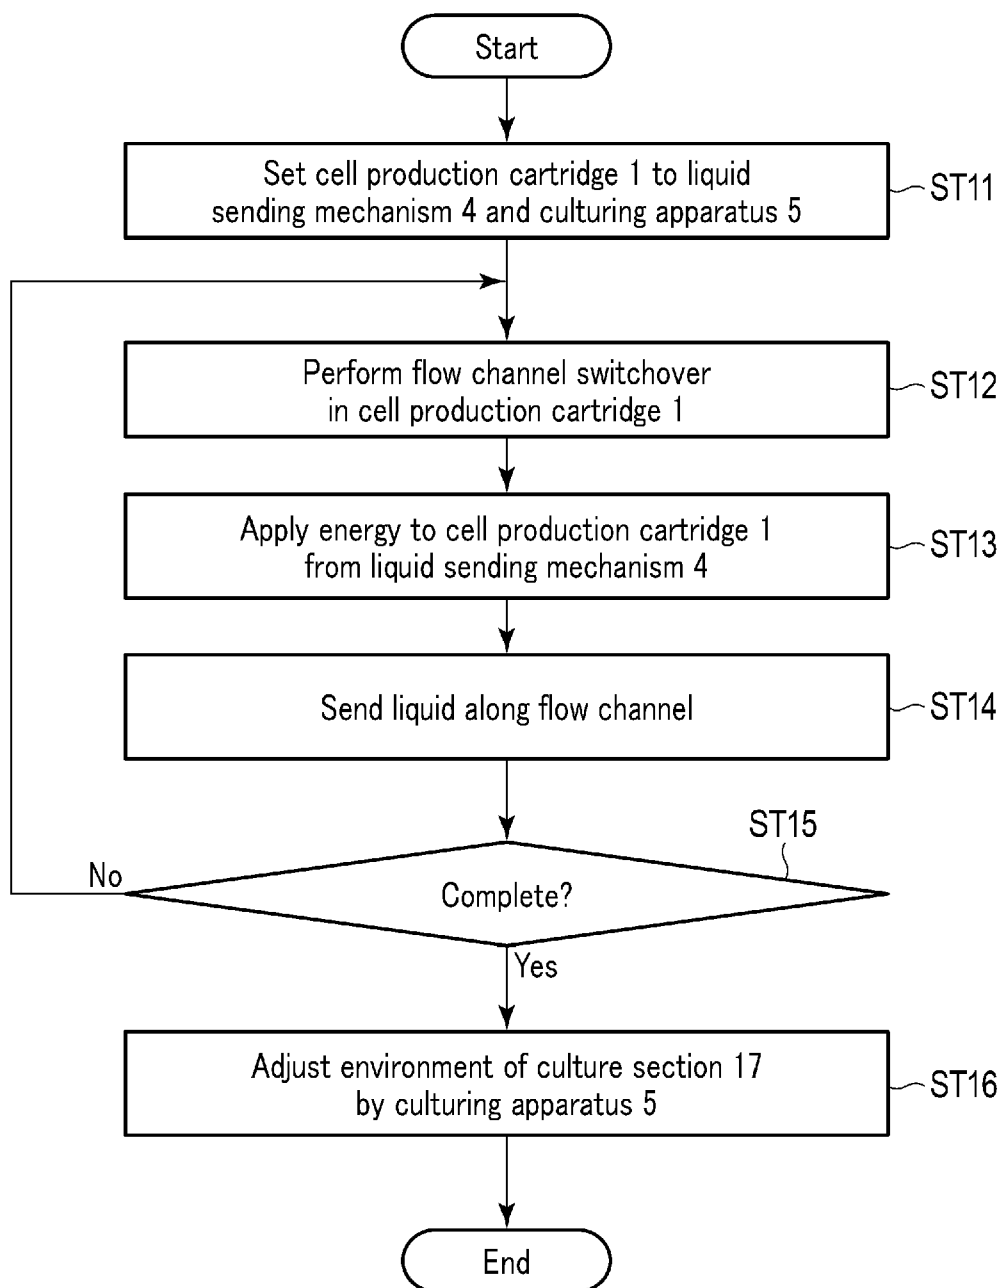 Start
Set cell production cartridge 1 to liquid
sending mechanism 4 and culturing apparatus 5
ST11
Perform flow channel switchover
in cell production cartridge 1
ST12
Apply energy to cell production cartridge 1
from liquid sending mechanism 4
ST13
Send liquid along flow channel
ST14
ST15
No
Complete?
Yes
Adjust environment of culture section 17
by culturing apparatus 5
ST16
End